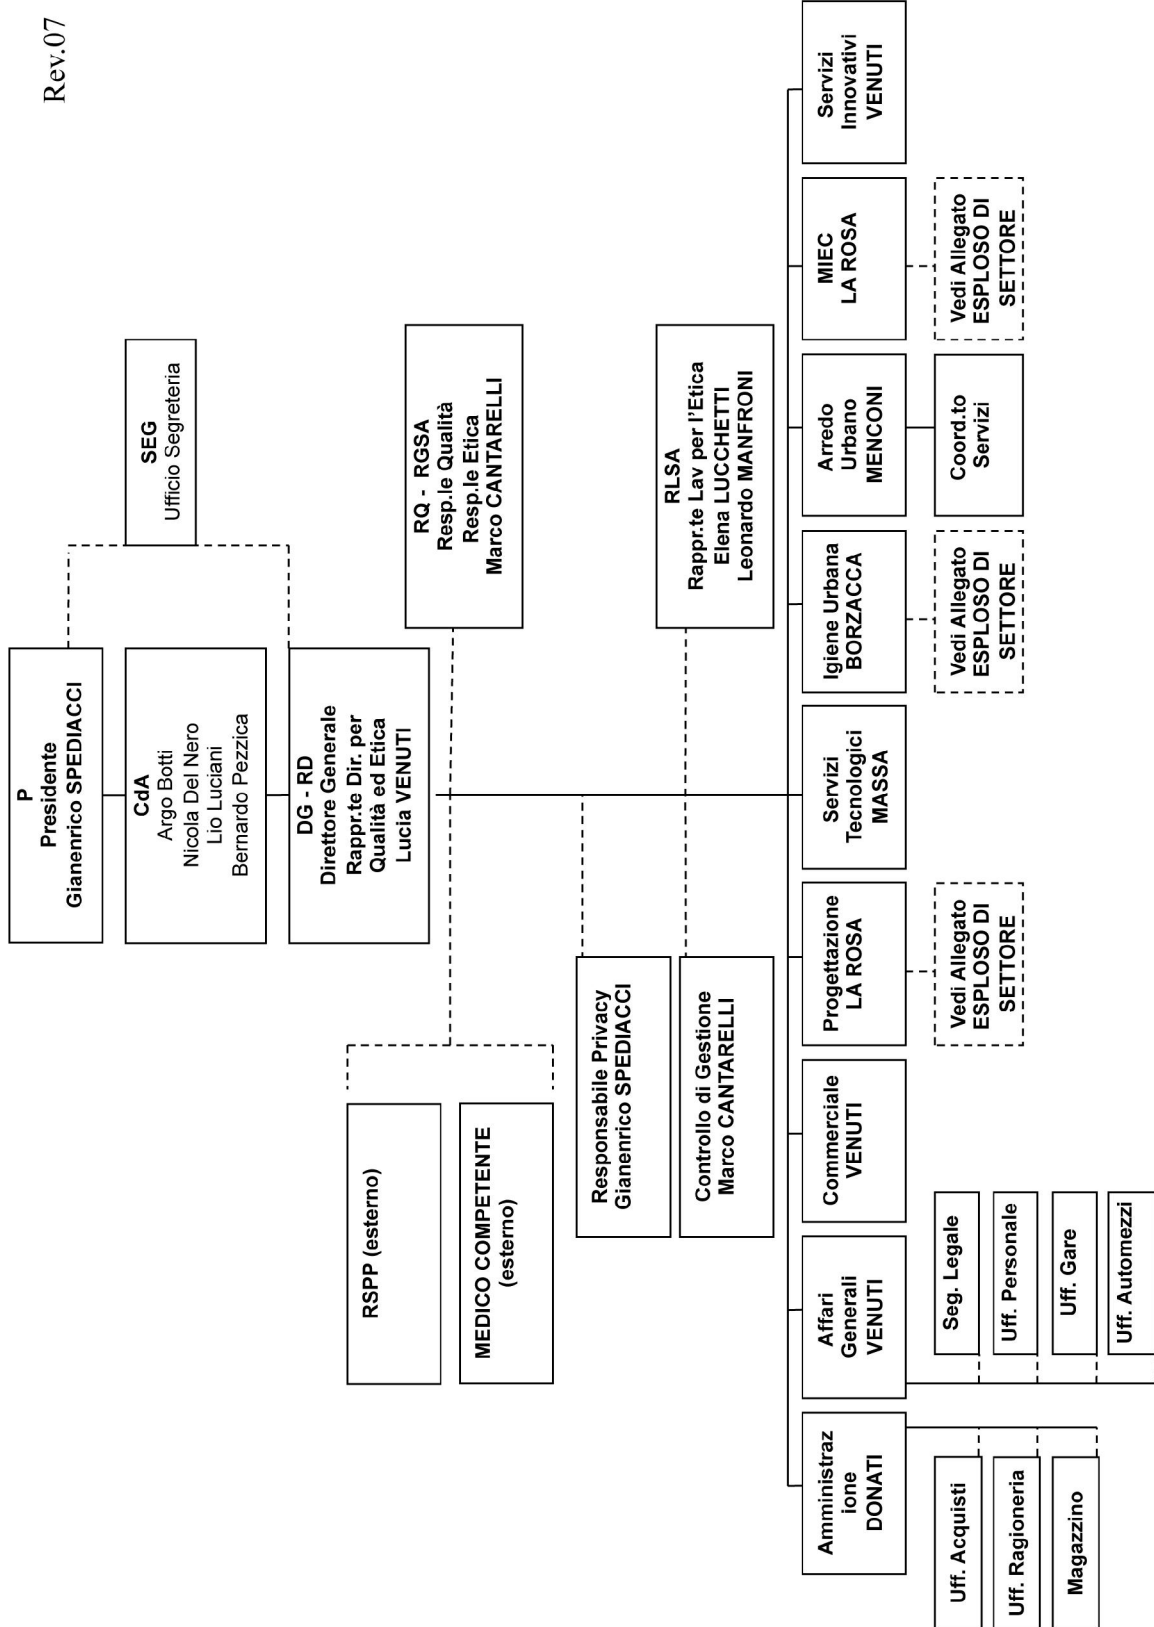 Rev.07
P
Presidente
Gianenrico SPEDIACCI
SEG
Ufficio Segreteria
CdA
Argo Botti
Nicola Del Nero
Lio Luciani
Bernardo Pezzica
DG - RD
Direttore Generale
Rappr.te Dir. per
Qualità ed Etica
Lucia VENUTI
RSPP (esterno)
MEDICO COMPETENTE
(esterno)
RQ - RGSA
Resp.le Qualità
Resp.le Etica
Marco CANTARELLI
Responsabile Privacy
Gianenrico SPEDIACCI
Controllo di Gestione
Marco CANTARELLI
RLSA
Rappr.te Lav per l'Etica
Elena LUCCHETTI
Leonardo MANFRONI
Amministraz
ione
DONATI
Affari
Generali
VENUTI
Commerciale
VENUTI
Progettazione
LA ROSA
Servizi
Tecnologici
MASSA
Igiene Urbana
BORZACCA
Arredo
Urbano
MENCONI
MIEC
LA ROSA
Servizi
Innovativi
VENUTI
Uff. Acquisti
Uff. Ragioneria
Magazzino
Seg. Legale
Uff. Personale
Uff. Gare
Uff. Automezzi
Vedi Allegato
ESPLOSO DI
SETTORE
Vedi Allegato
ESPLOSO DI
SETTORE
Coord.to
Servizi
Vedi Allegato
ESPLOSO DI
SETTORE